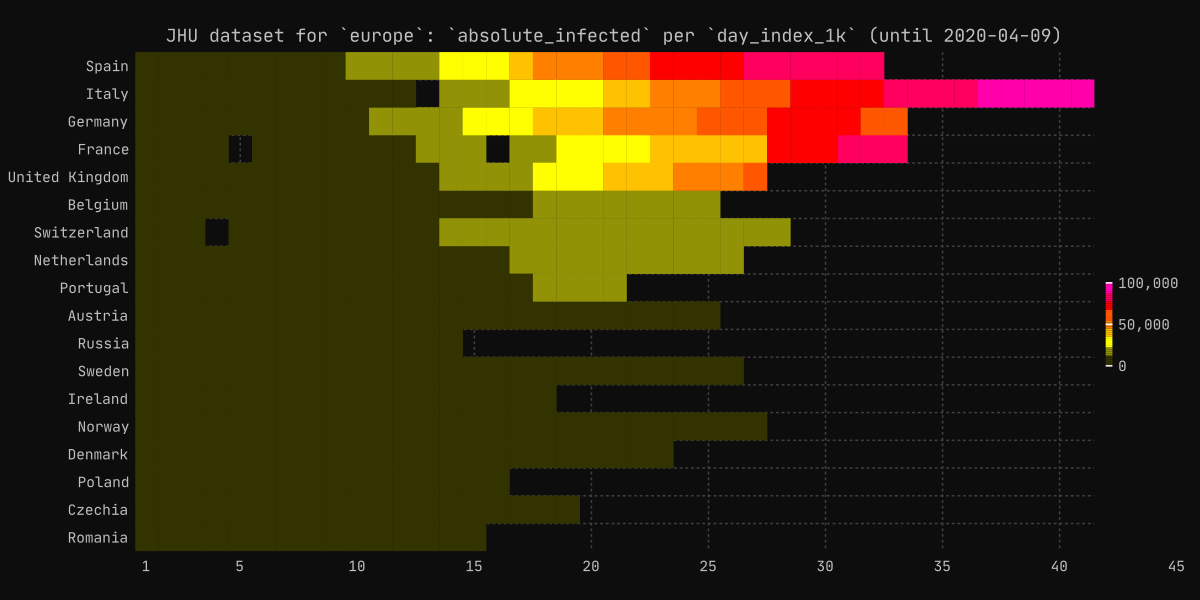 JHU dataset for `europe`: `absolute_infected` per `day_index_1k` (until 2020-04-09)
Spain
Italy
Germany
France
United Kingdom
Belgium
Switzerland
Netherlands
Portugal
Austria
Russia
Sweden
Ireland
Norway
Denmark
Poland
Czechia
Romania
100,000
50,000
0
1 5 10 15 20 25 30 35 40 45